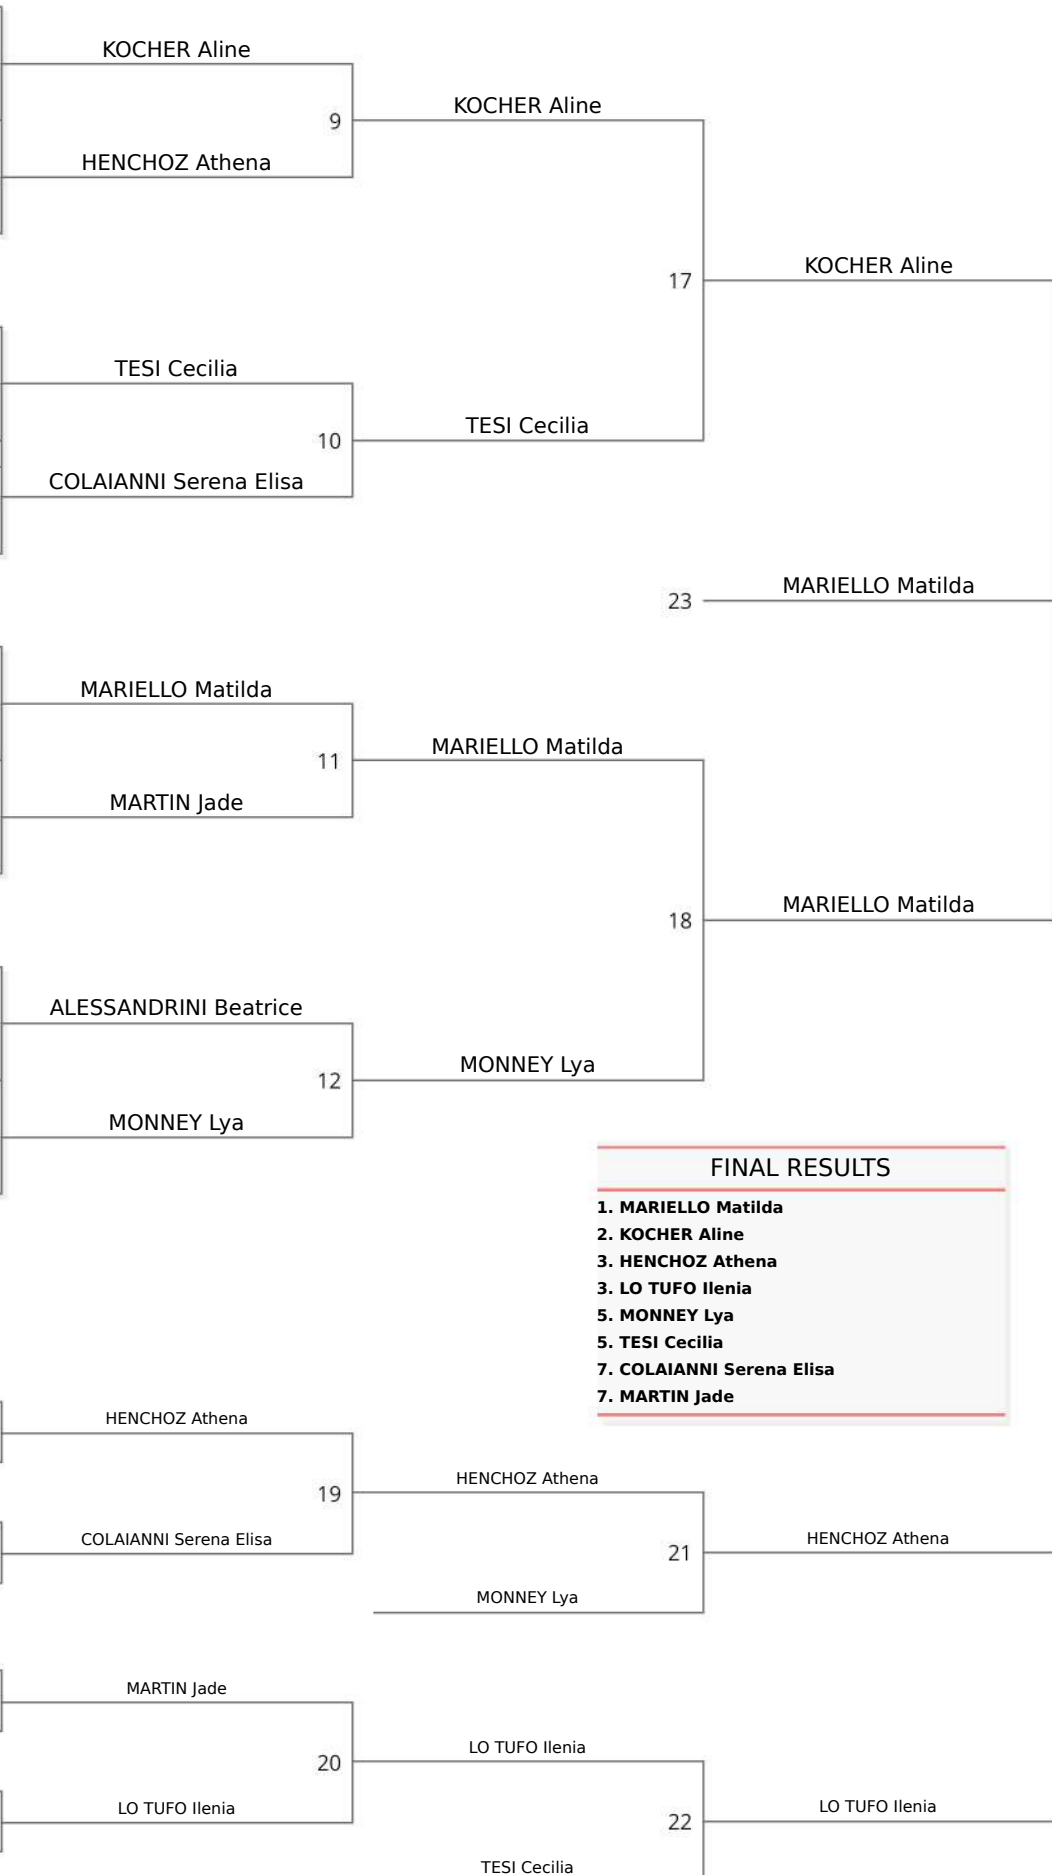 KOCHER Aline
KOCHER Aline
9
HENCHOZ Athena
KOCHER Aline
17
TESI Cecilia
TESI Cecilia
10
COLAIANNI Serena Elisa
MARIELLO Matilda
23
MARIELLO Matilda
MARIELLO Matilda
11
MARTIN Jade
MARIELLO Matilda
18
ALESSANDRINI Beatrice
MONNEY Lya
12
MONNEY Lya
FINAL RESULTS
1. MARIELLO Matilda
2. KOCHER Aline
3. HENCHOZ Athena
3. LO TUFO Ilenia
5. MONNEY Lya
5. TESI Cecilia
7. COLAIANNI Serena Elisa
7. MARTIN Jade
HENCHOZ Athena
HENCHOZ Athena
19
COLAIANNI Serena Elisa
HENCHOZ Athena
21
MONNEY Lya
MARTIN Jade
LO TUFO Ilenia
20
LO TUFO Ilenia
LO TUFO Ilenia
22
TESI Cecilia